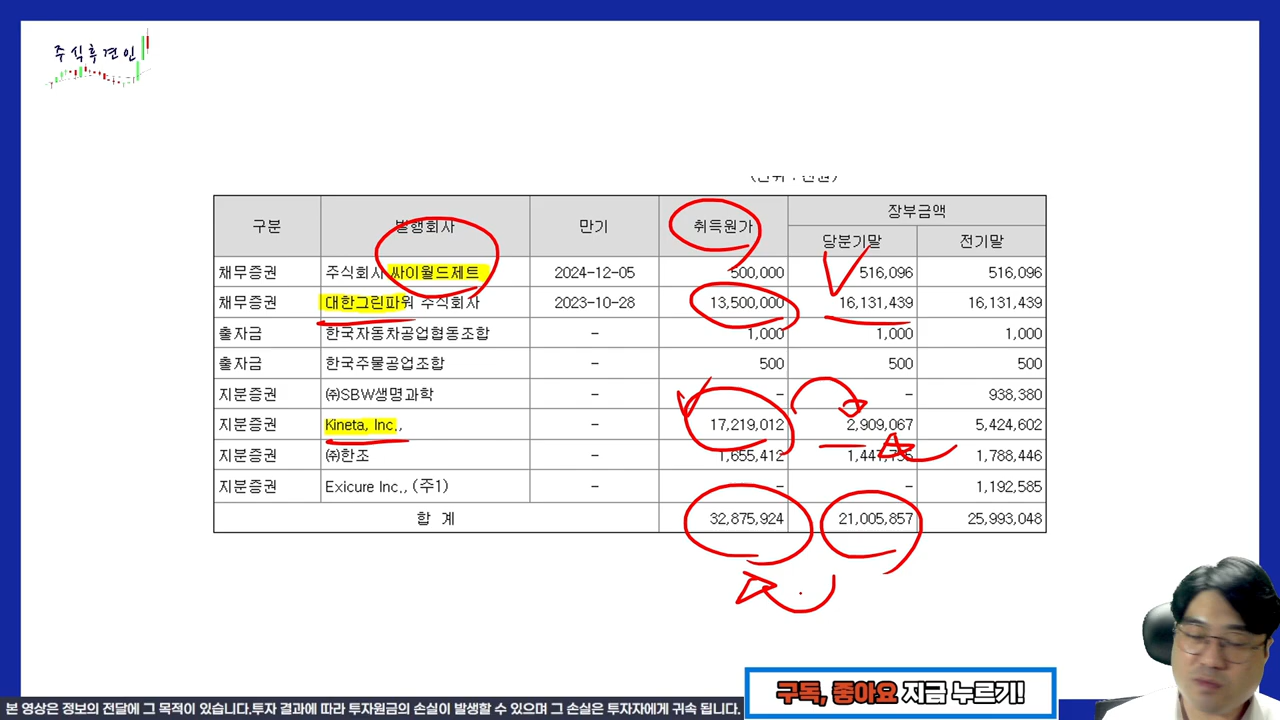 주식후견인
(단위 : 천원)
구분 발행회사 만기 취득원가 장부금액
당분기말 전기말
채무증권 주식회사 싸이월드제트 2024-12-05 500,000 516,096 516,096
채무증권 대한그린파워 주식회사 2023-10-28 13,500,000 16,131,439 16,131,439
출자금 한국자동차공업협동조합 - 1,000 1,000 1,000
출자금 한국주물공업조합 - 500 500 500
지분증권 ㈜SBW생명과학 - - - 938,380
지분증권 Kineta, Inc., - 17,219,012 2,909,067 5,424,602
지분증권 ㈜한조 - 1,655,412 1,447,755 1,788,446
지분증권 Exicure Inc., (주1) - - - 1,192,585
합 계 32,875,924 21,005,857 25,993,048
구독, 좋아요 지금 누르기!
본 영상은 정보의 전달에 그 목적이 있습니다.투자 결과에 따라 투자원금의 손실이 발생할 수 있으며 그 손실은 투자자에게 귀속 됩니다.